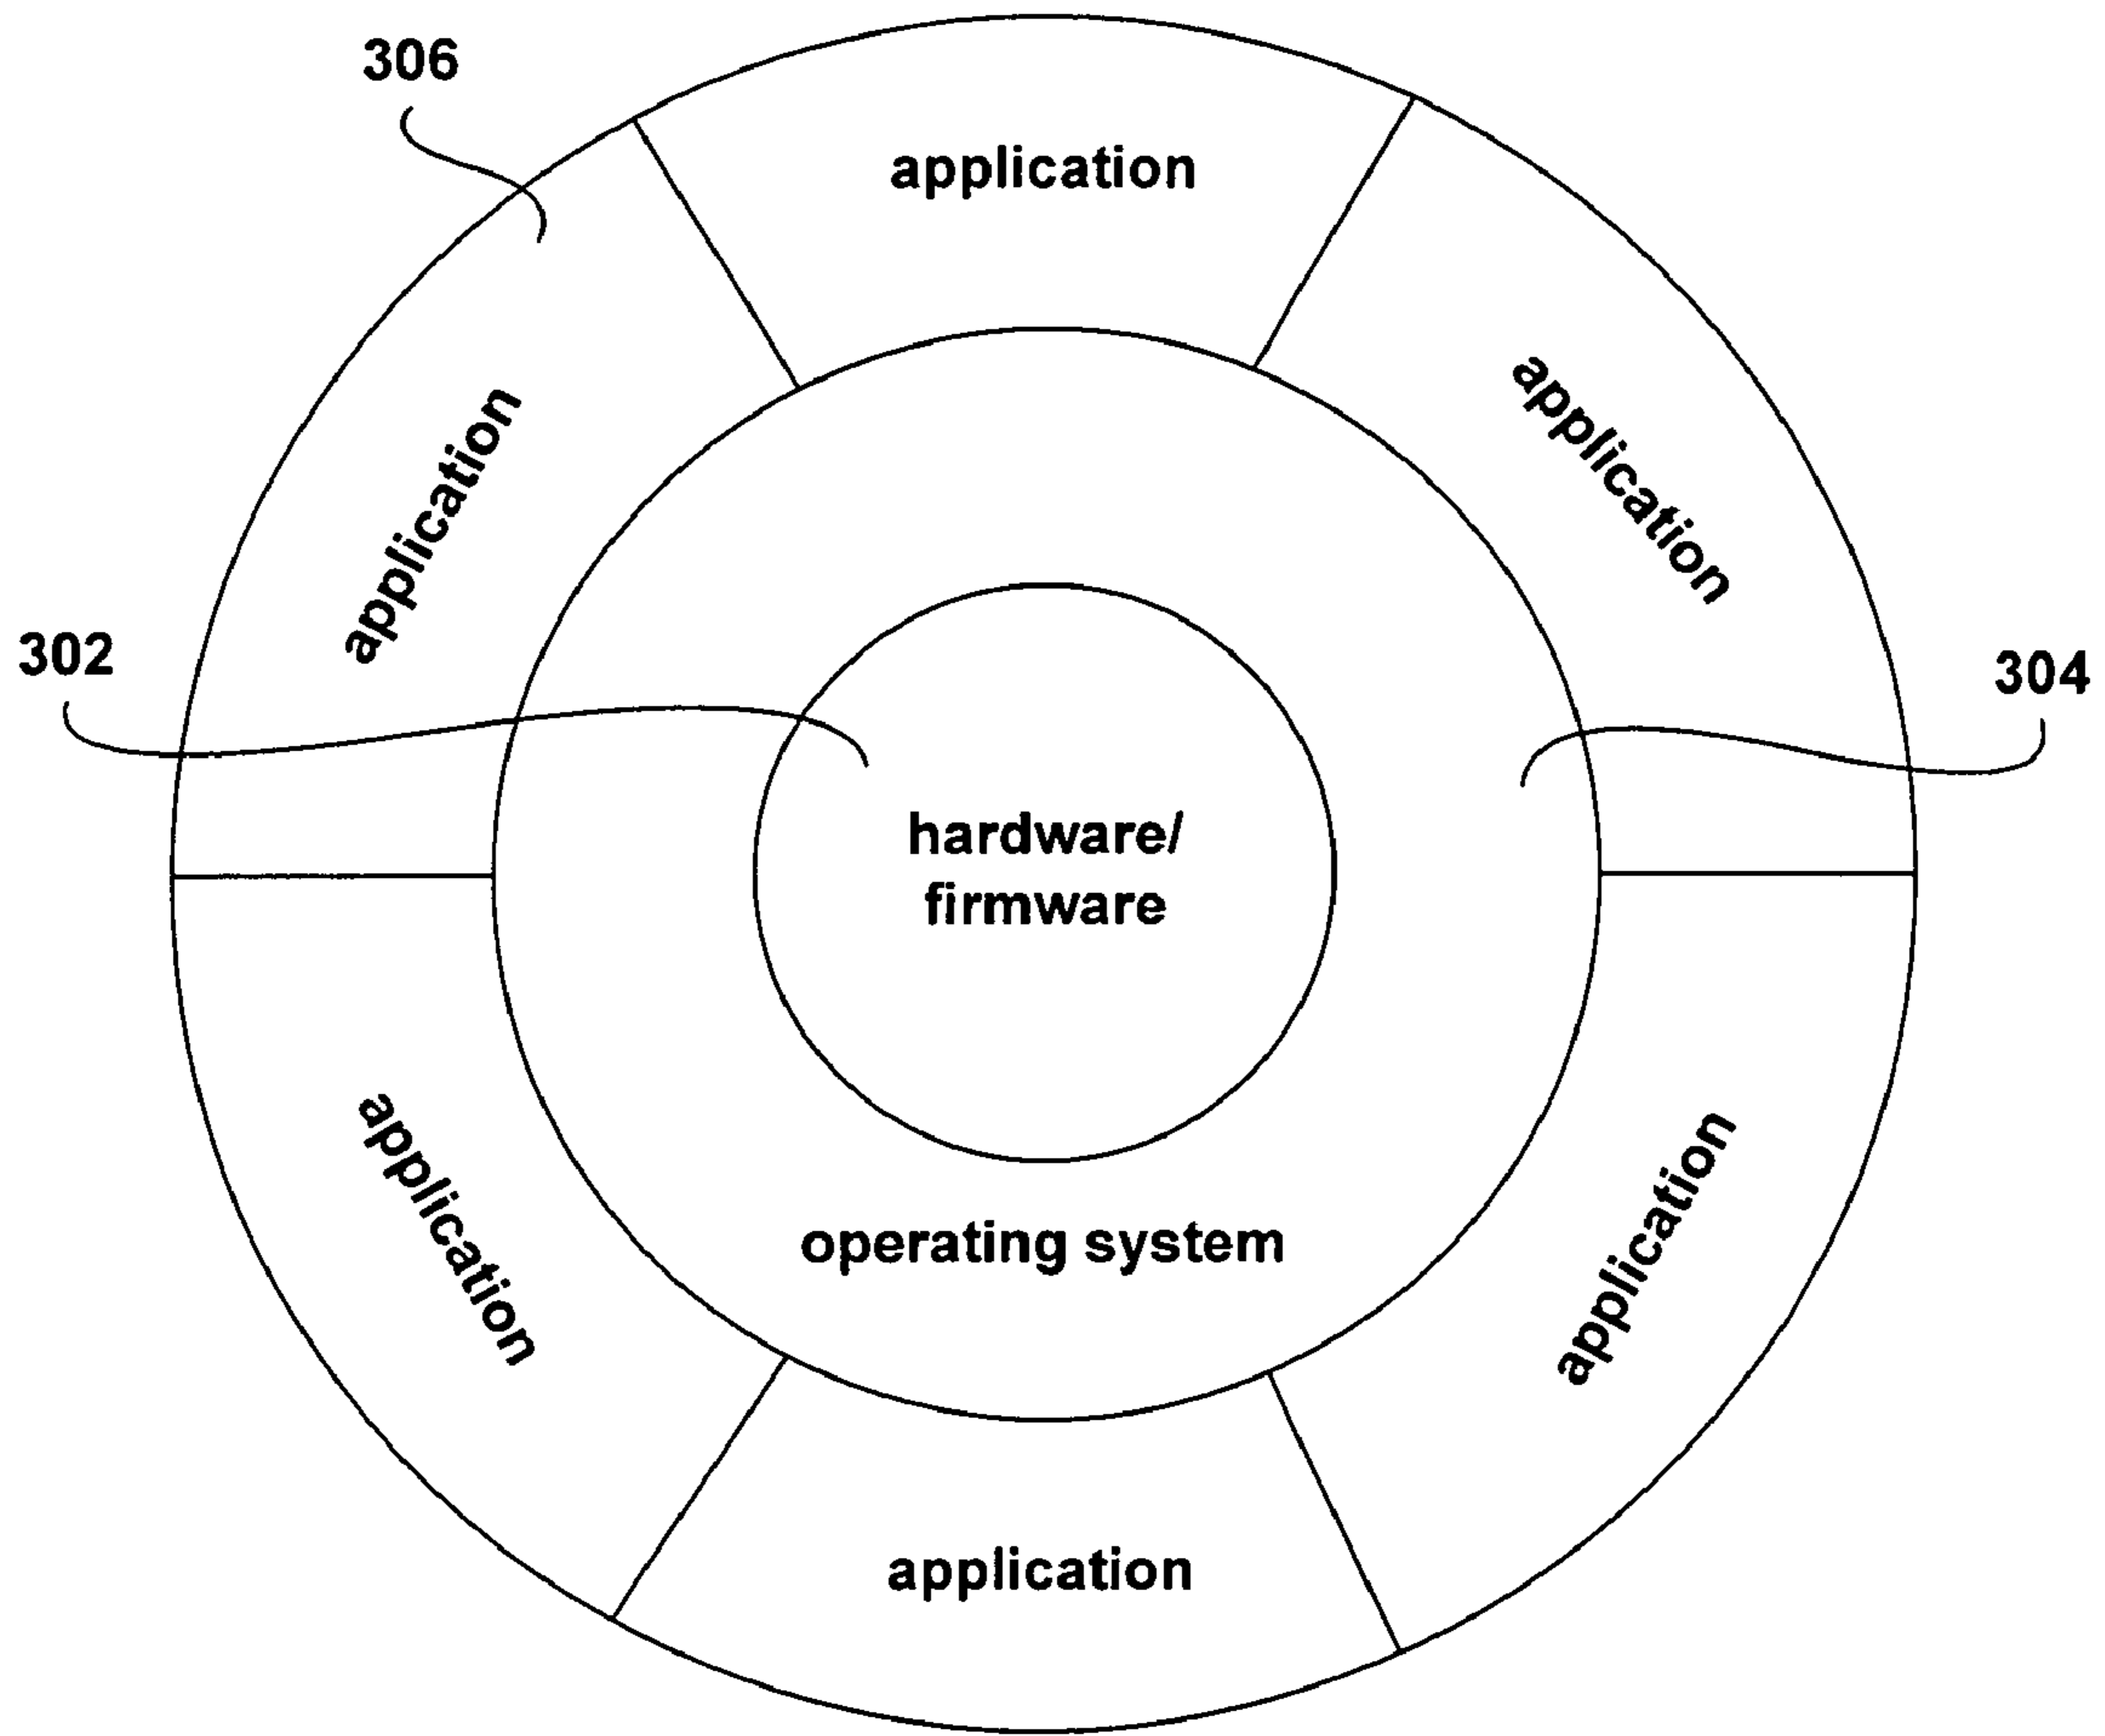 306
application
application
application
302
304
hardware/
firmware
application
application
operating system
application